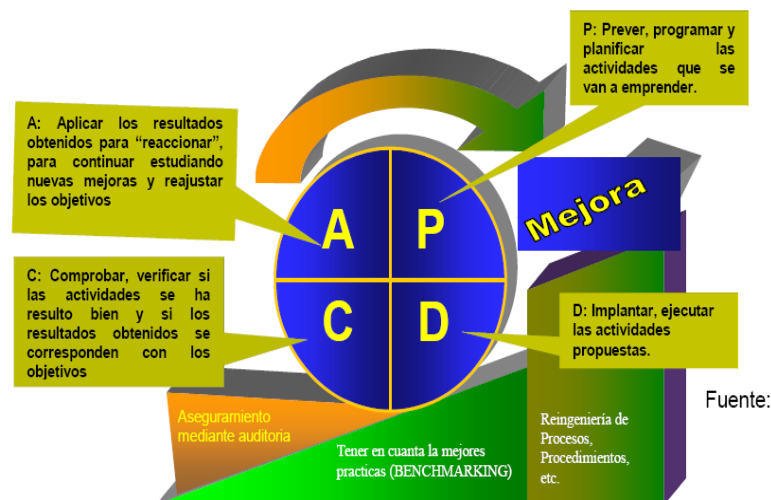 P: Prever, programar y
planificar las
actividades que se
van a emprender.
A: Aplicar los resultados
obtenidos para “reaccionar”,
para continuar estudiando
nuevas mejoras y reajustar
los objetivos
A
P
Mejora
C: Comprobar, verificar si
las actividades se ha
resulto bien y si los
resultados obtenidos se
corresponden con los
objetivos
C
D
D: Implantar, ejecutar
las actividades
propuestas.
Fuente:
Aseguramiento
mediante auditoria
Tener en cuanta la mejores
practicas (BENCHMARKING)
Reingeniería de
Procesos,
Procedimientos,
etc.